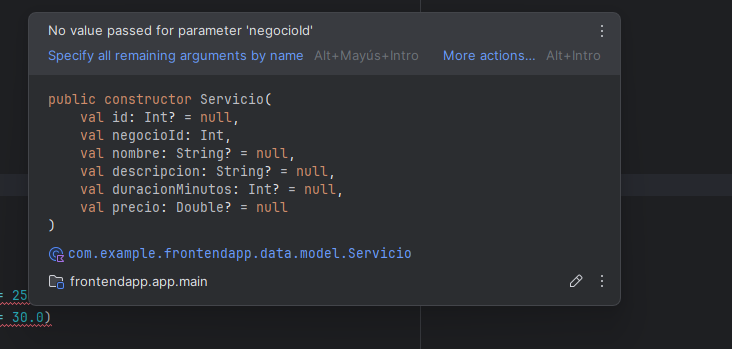 No value passed for parameter 'negocioId'
Specify all remaining arguments by name Alt+Mayús+Intro More actions... Alt+Intro
public constructor Servicio(
    val id: Int? = null,
    val negocioId: Int,
    val nombre: String? = null,
    val descripcion: String? = null,
    val duracionMinutos: Int? = null,
    val precio: Double? = null
)
com.example.frontendapp.data.model.Servicio
frontendapp.app.main
= 25
= 30.0)